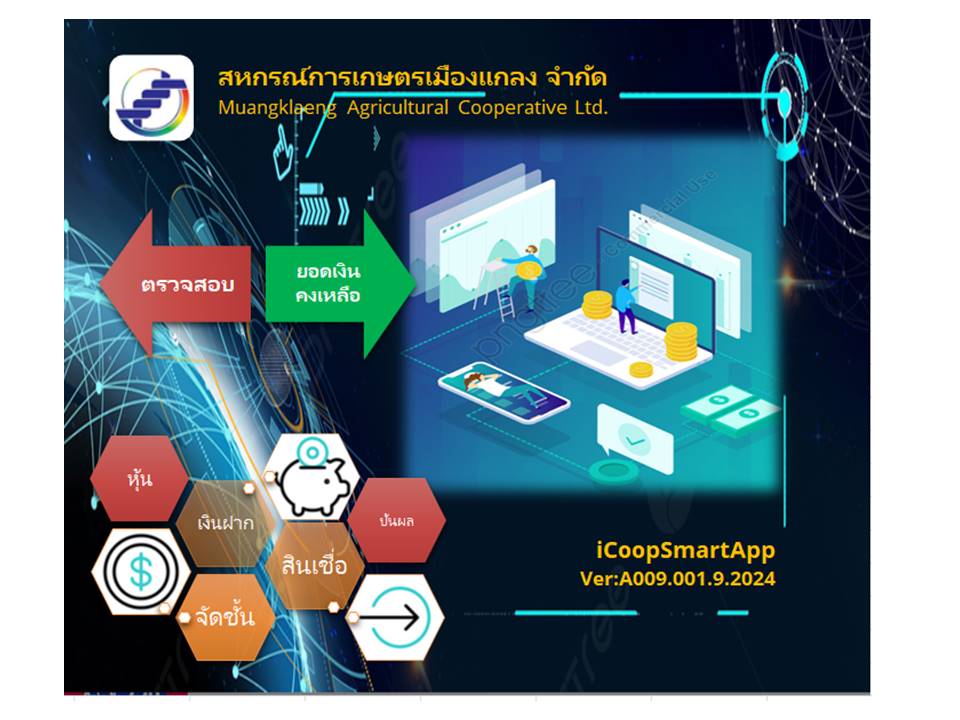 สหกรณ์การเกษตรเมืองแกลง จำกัด
Muangklaeng Agricultural Cooperative Ltd.
ตรวจสอบ
ยอดเงิน
คงเหลือ
หุ้น
เงินฝาก
ปันผล
สินเชื่อ
จัดชั้น
iCoopSmartApp
Ver:A009.001.9.2024